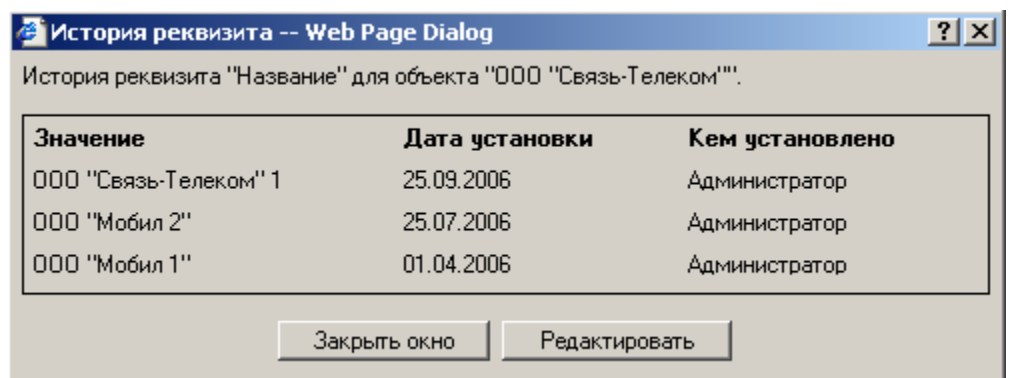 История реквизита -- Web Page Dialog
История реквизита "Название" для объекта "ООО "Связь-Телеком"".
Значение Дата установки Кем установлено
ООО "Связь-Телеком" 1 25.09.2006 Администратор
ООО "Мобил 2" 25.07.2006 Администратор
ООО "Мобил 1" 01.04.2006 Администратор
Закрыть окно Редактировать